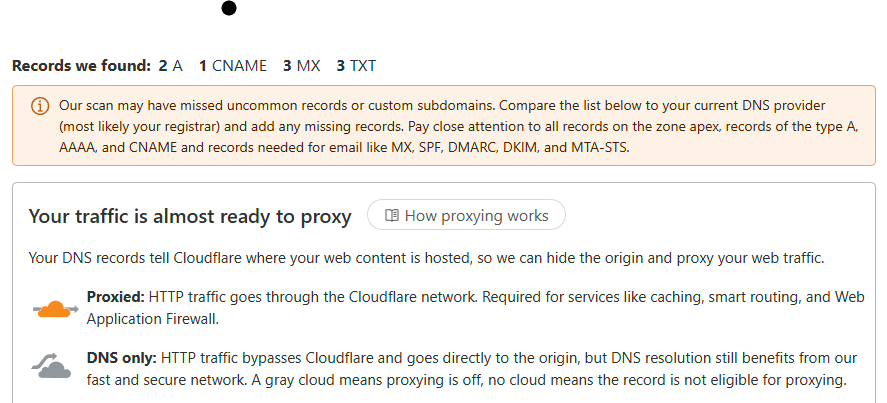 Records we found: 2 A 1 CNAME 3 MX 3 TXT
Our scan may have missed uncommon records or custom subdomains. Compare the list below to your current DNS provider
(most likely your registrar) and add any missing records. Pay close attention to all records on the zone apex, records of the type A,
AAAA, and CNAME and records needed for email like MX, SPF, DMARC, DKIM, and MTA-STS.
Your traffic is almost ready to proxy How proxying works
Your DNS records tell Cloudflare where your web content is hosted, so we can hide the origin and proxy your web traffic.
Proxied: HTTP traffic goes through the Cloudflare network. Required for services like caching, smart routing, and Web
Application Firewall.
DNS only: HTTP traffic bypasses Cloudflare and goes directly to the origin, but DNS resolution still benefits from our
fast and secure network. A gray cloud means proxying is off, no cloud means the record is not eligible for proxying.